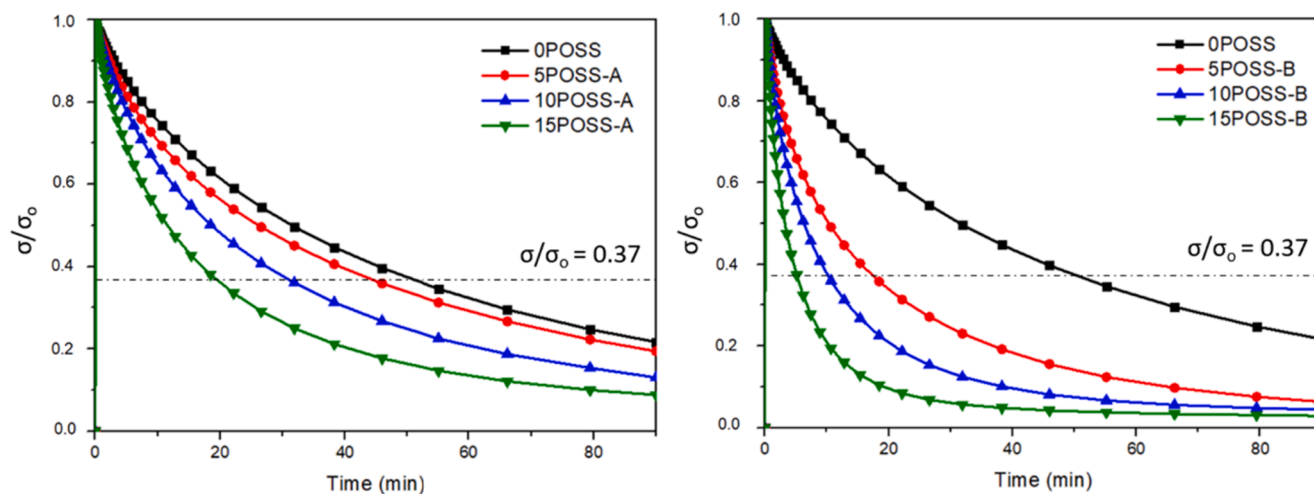 1.0
0.8
0.6
0.4
0.2
0.0
σ/σₒ
0POSS
5POSS-A
10POSS-A
15POSS-A
σ/σₒ = 0.37
0
20
40
60
80
Time (min)
1.0
0.8
0.6
0.4
0.2
0.0
σ/σₒ
0POSS
5POSS-B
10POSS-B
15POSS-B
σ/σₒ = 0.37
0
20
40
60
80
Time (min)